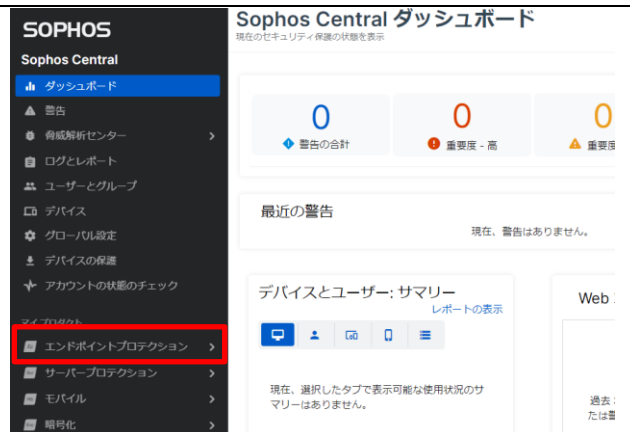 SOPHOS
Sophos Central
ダッシュボード
警告
脅威解析センター
ログとレポート
ユーザーとグループ
デバイス
グローバル設定
デバイスの保護
アカウントの状態のチェック
マイプロダクト
エンドポイントプロテクション
サーバープロテクション
モバイル
暗号化
Sophos Central ダッシュボード
現在のセキュリティ保護の状態を表示
0
警告の合計
0
重要度 - 高
0
重要度
最近の警告
現在、警告はありません。
デバイスとユーザー: サマリー
レポートの表示
現在、選択したタブで表示可能な使用状況のサ
マリーはありません。
Web
過去
たは